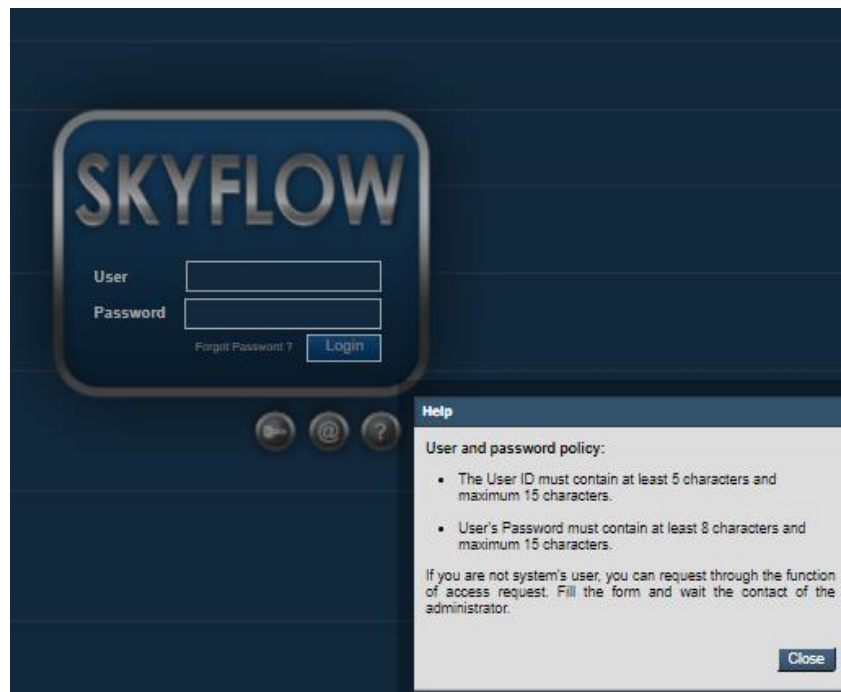 SKYFLOW
User
Password
Forgot Password ?
Login
@
?
Help
User and password policy:
• The User ID must contain at least 5 characters and
maximum 15 characters.
• User's Password must contain at least 8 characters and
maximum 15 characters.
If you are not system's user, you can request through the function
of access request. Fill the form and wait the contact of the
administrator.
Close